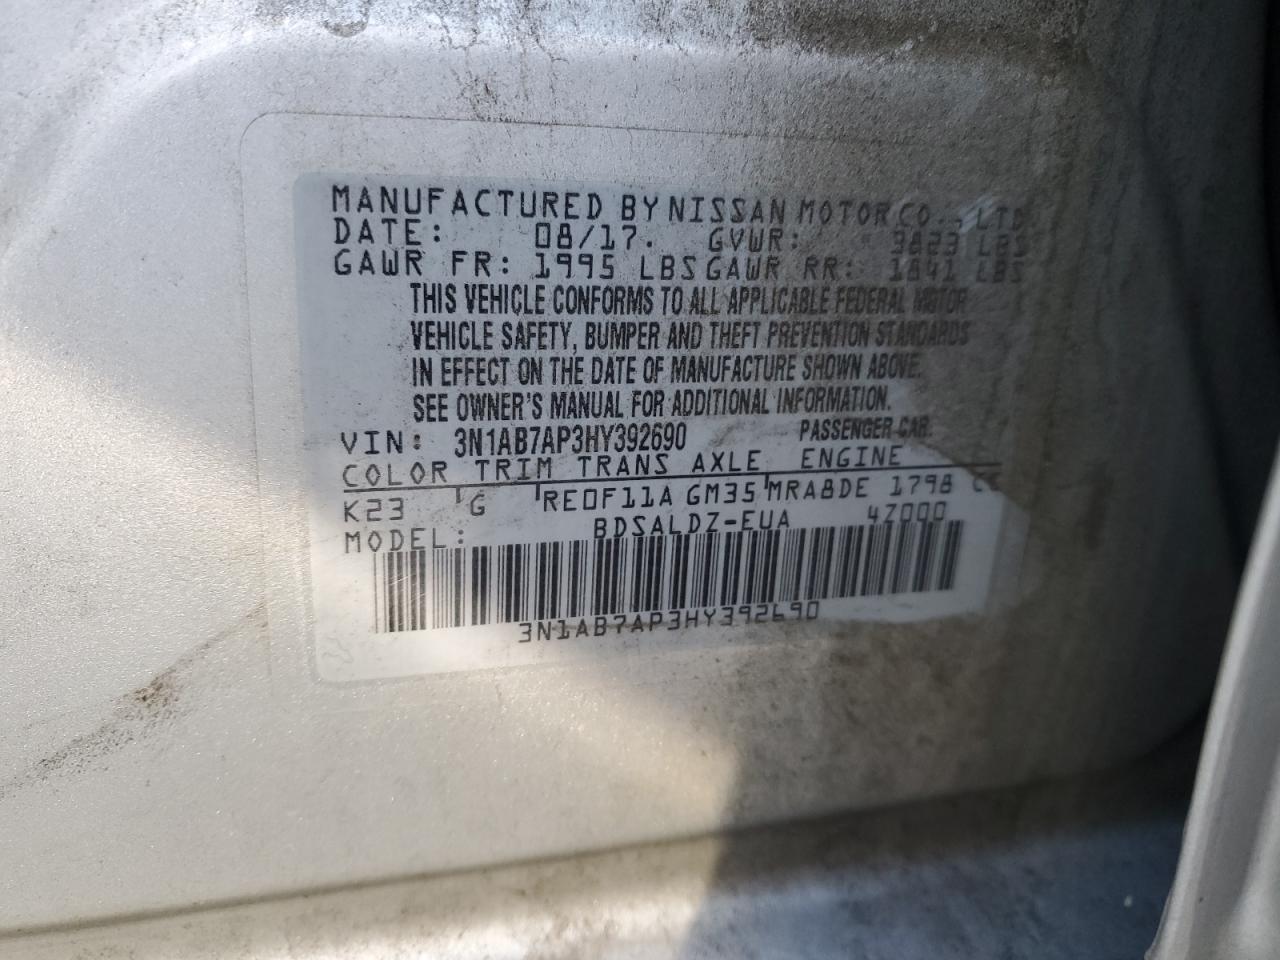 MANUFACTURED BY NISSAN MOTOR CO., LTD.
DATE: 08/17. GVWR: 3823 LBS
GAWR FR: 1995 LBS GAWR RR: 1841 LBS
THIS VEHICLE CONFORMS TO ALL APPLICABLE FEDERAL MOTOR
VEHICLE SAFETY, BUMPER AND THEFT PREVENTION STANDARDS
IN EFFECT ON THE DATE OF MANUFACTURE SHOWN ABOVE.
SEE OWNER'S MANUAL FOR ADDITIONAL INFORMATION.
VIN: 3N1AB7AP3HY392690 PASSENGER CAR.
COLOR TRIM TRANS AXLE ENGINE
K23 G RE0F11A GM35 MRA8DE 1798 CC
MODEL: BDSALDZ-EUA 4Z000
3N1AB7AP3HY392690